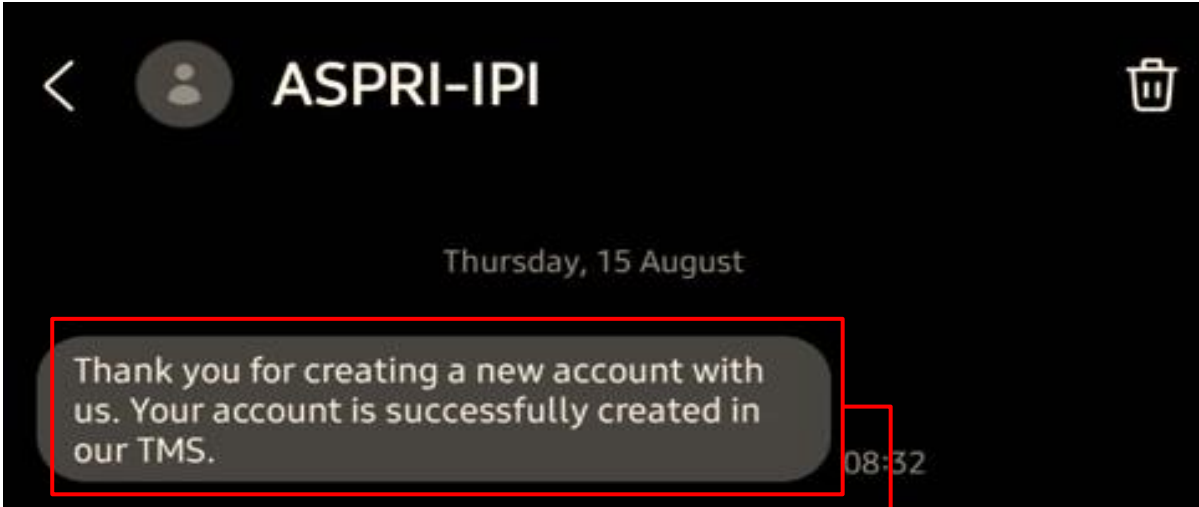 ASPRI-IPI
Thursday, 15 August
Thank you for creating a new account with
us. Your account is successfully created in
our TMS.
08:32